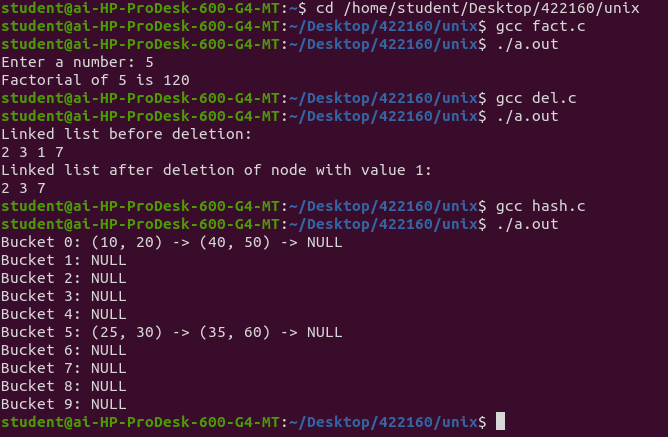 student@ai-HP-ProDesk-600-G4-MT:~$ cd /home/student/Desktop/422160/unix
student@ai-HP-ProDesk-600-G4-MT:~/Desktop/422160/unix$ gcc fact.c
student@ai-HP-ProDesk-600-G4-MT:~/Desktop/422160/unix$ ./a.out
Enter a number: 5
Factorial of 5 is 120
student@ai-HP-ProDesk-600-G4-MT:~/Desktop/422160/unix$ gcc del.c
student@ai-HP-ProDesk-600-G4-MT:~/Desktop/422160/unix$ ./a.out
Linked list before deletion:
2 3 1 7
Linked list after deletion of node with value 1:
2 3 7
student@ai-HP-ProDesk-600-G4-MT:~/Desktop/422160/unix$ gcc hash.c
student@ai-HP-ProDesk-600-G4-MT:~/Desktop/422160/unix$ ./a.out
Bucket 0: (10, 20) -> (40, 50) -> NULL
Bucket 1: NULL
Bucket 2: NULL
Bucket 3: NULL
Bucket 4: NULL
Bucket 5: (25, 30) -> (35, 60) -> NULL
Bucket 6: NULL
Bucket 7: NULL
Bucket 8: NULL
Bucket 9: NULL
student@ai-HP-ProDesk-600-G4-MT:~/Desktop/422160/unix$